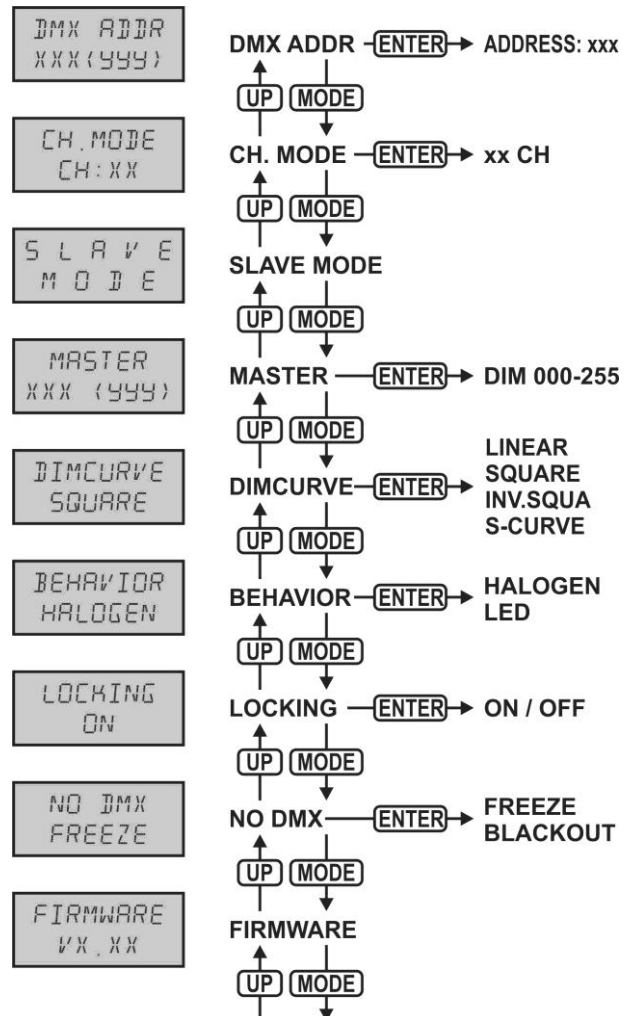 DMX ADDR
XXX(YYY)
DMX ADDR ENTER ADDRESS: xxx
UP MODE
CH.MODE
CH:XX
CH. MODE ENTER xx CH
UP MODE
SLAVE
MODE
SLAVE MODE
UP MODE
MASTER
XXX (YYY)
MASTER ENTER DIM 000-255
UP MODE
DIMCURVE
SQUARE
DIMCURVE ENTER
LINEAR
SQUARE
INV.SQUA
S-CURVE
UP MODE
BEHAVIOR
HALOGEN
BEHAVIOR ENTER
HALOGEN
LED
UP MODE
LOCKING
ON
LOCKING ENTER ON / OFF
UP MODE
NO DMX
FREEZE
NO DMX ENTER
FREEZE
BLACKOUT
UP MODE
FIRMWARE
VX.XX
FIRMWARE
UP MODE